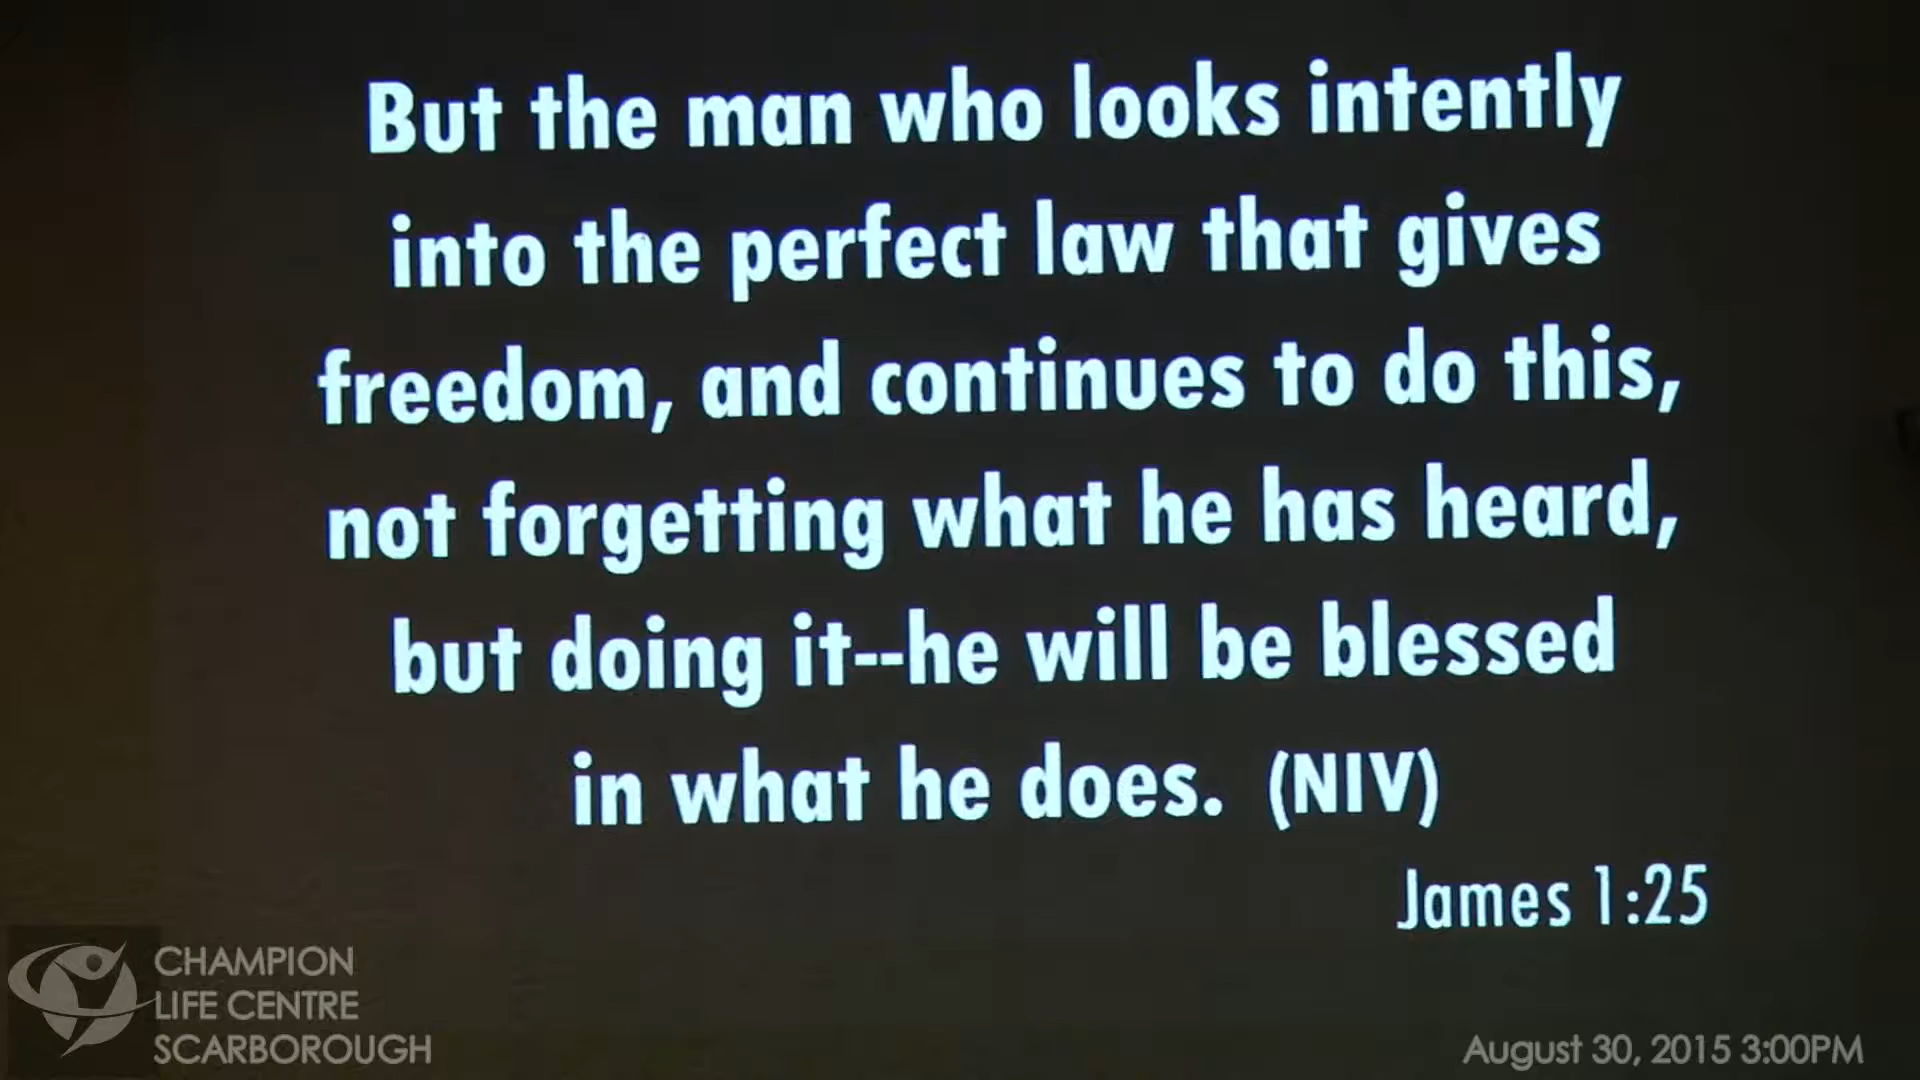 But the man who looks intently
into the perfect law that gives
freedom, and continues to do this,
not forgetting what he has heard,
but doing it--he will be blessed
in what he does. (NIV)
James 1:25
CHAMPION
LIFE CENTRE
SCARBOROUGH
August 30, 2015 3:00PM